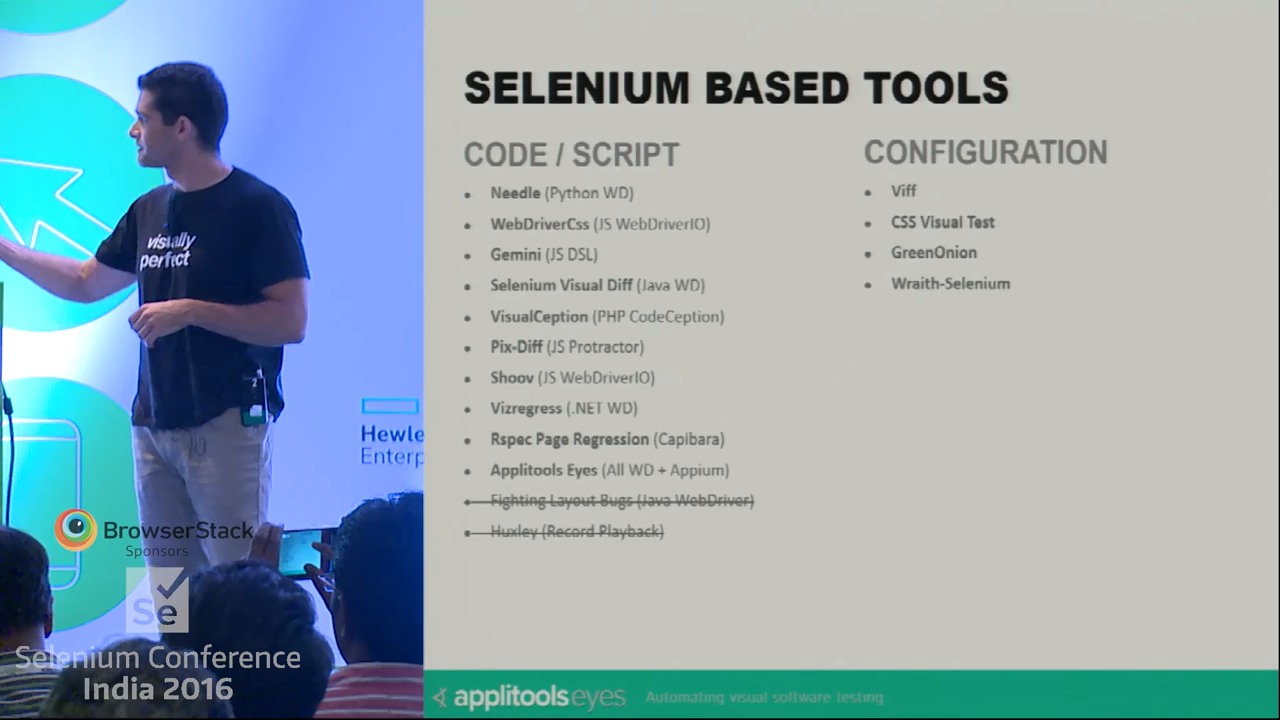 SELENIUM BASED TOOLS
CODE / SCRIPT
• Needle (Python WD)
• WebDriverCss (JS WebDriverIO)
• Gemini (JS DSL)
• Selenium Visual Diff (Java WD)
• VisualCeption (PHP CodeCeption)
• Pix-Diff (JS Protractor)
• Shoov (JS WebDriverIO)
• Vizregress (.NET WD)
• Rspec Page Regression (Capibara)
• Applitools Eyes (All WD + Appium)
• Fighting Layout Bugs (Java WebDriver)
• Huxley (Record Playback)
CONFIGURATION
• Viff
• CSS Visual Test
• GreenOnion
• Wraith-Selenium
applitools eyes Automating visual software testing
visually
perfect
Hewle
Enterp
BrowserStack
Sponsors
Se
Selenium Conference
India 2016